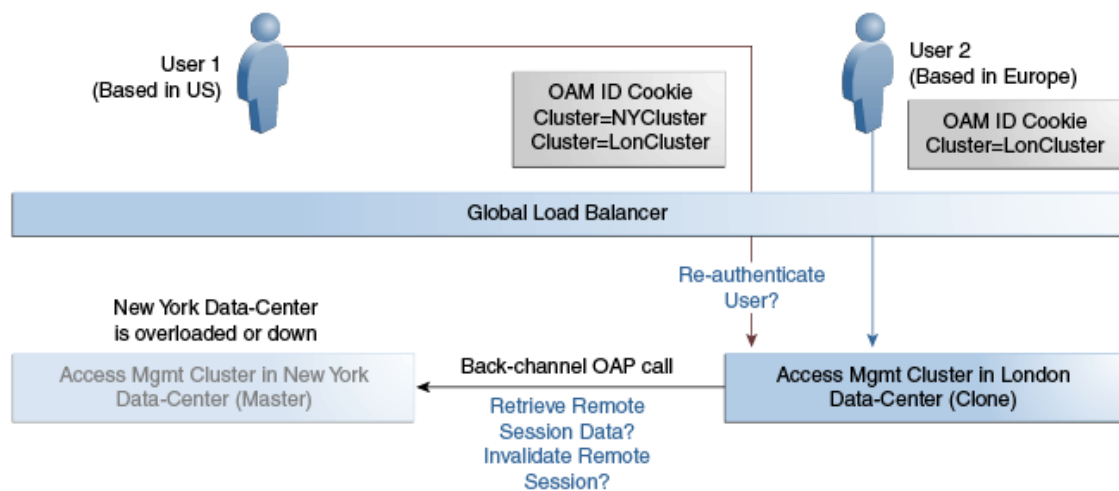 User 1
(Based in US)
OAM ID Cookie
Cluster=NYCluster
Cluster=LonCluster
User 2
(Based in Europe)
OAM ID Cookie
Cluster=LonCluster
Global Load Balancer
Re-authenticate
User?
New York Data-Center
is overloaded or down
Access Mgmt Cluster in New York
Data-Center (Master)
Back-channel OAP call
Retrieve Remote
Session Data?
Invalidate Remote
Session?
Access Mgmt Cluster in London
Data-Center (Clone)